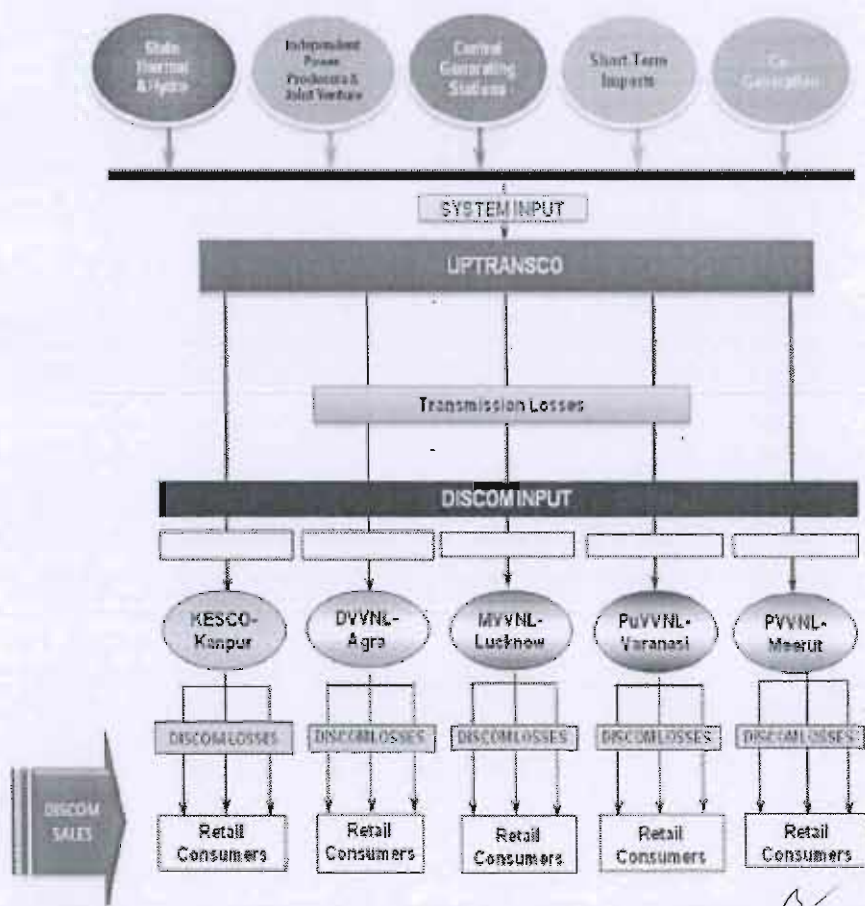 State
Thermal
& Hydro
Independent
Power
Producers &
Joint Venture
Central
Generating
Stations
Short Term
Imports
Co-
Generation
SYSTEM INPUT
UPTRANSCO
Transmission Losses
DISCOM INPUT
KESCO-
Kanpur
DVVNL-
Agra
MVVNL-
Lucknow
PuVVNL-
Varanasi
PVVNL-
Meerut
DISCOM LOSSES
DISCOM LOSSES
DISCOM LOSSES
DISCOM LOSSES
DISCOM LOSSES
DISCOM
SALES
Retail
Consumers
Retail
Consumers
Retail
Consumers
Retail
Consumers
Retail
Consumers